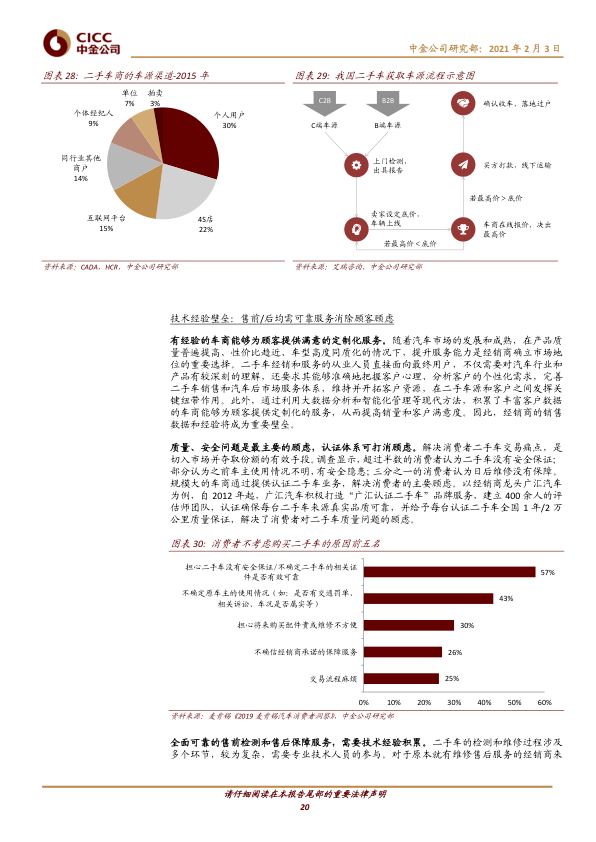 CICC
中金公司
中金公司研究部：2021 年 2 月 3 日
图表 28：二手车商的车源渠道-2015 年
单位
7%
拍卖
3%
个体经纪人
9%
个人用户
30%
同行业其他
商户
14%
互联网平台
15%
4S店
22%
资料来源：CADA，HCR，中金公司研究部
图表 29：我国二手车获取车源流程示意图
C2B
B2B
C端车源
B端车源
确认收车，落地过户
上门检测，
出具报告
买方打款，线下运输
若最高价＞底价
卖家设定底价，
车辆上线
车商在线报价，决出
最高价
若最高价＜底价
资料来源：艾瑞咨询，中金公司研究部
技术经验壁垒：售前/后均需可靠服务消除顾客顾虑
有经验的车商能够为顾客提供满意的定制化服务。随着汽车市场的发展和成熟，在产品质
量普遍提高、性价比趋近、车型高度同质化的情况下，提升服务能力是经销商确立市场地
位的重要选择。二手车经销和服务的从业人员直接面向最终用户，不仅需要对汽车行业和
产品有较深刻的理解，还要求其能够准确地把握客户心理，分析客户的个性化需求，完善
二手车销售和汽车后市场服务体系，维持并开拓客户资源，在二手车源和客户之间发挥关
键纽带作用。此外，通过利用大数据分析和智能化管理等现代方法，积累了丰富客户数据
的车商能够为顾客提供定制化的服务，从而提高销量和客户满意度。因此，经销商的销售
数据和经验将成为重要壁垒。
质量、安全问题是最主要的顾虑，认证体系可打消顾虑。解决消费者二手车交易痛点，是
切入市场并夺取份额的有效手段。调查显示，超过半数的消费者认为二手车没有安全保证；
部分认为之前车主使用情况不明，有安全隐患；三分之一的消费者认为日后维修没有保障。
规模大的车商通过提供认证二手车业务，解决消费者的主要顾虑。以经销商龙头广汇汽车
为例，自 2012 年起，广汇汽车积极打造“广汇认证二手车”品牌服务，建立 400 余人的评
估师团队，认证确保每台二手车来源真实品质可靠，并给予每台认证二手车全国 1 年/2 万
公里质量保证，解决了消费者对二手车质量问题的顾虑。
图表 30：消费者不考虑购买二手车的原因前五名
担心二手车没有安全保证/不确定二手车的相关证
件是否有效可靠
57%
不确定原车主的使用情况（如：是否有交通罚单，
相关诉讼，车况是否属实等）
43%
担心将来购买配件贵或维修不方便
30%
不确信经销商承诺的保障服务
26%
交易流程麻烦
25%
0% 10% 20% 30% 40% 50% 60%
资料来源：麦肯锡《2019 麦肯锡汽车消费者洞察》，中金公司研究部
全面可靠的售前检测和售后保障服务，需要技术经验积累。二手车的检测和维修过程涉及
多个环节，较为复杂，需要专业技术人员的参与。对于原本就有维修售后服务的经销商来
请仔细阅读在本报告尾部的重要法律声明
20